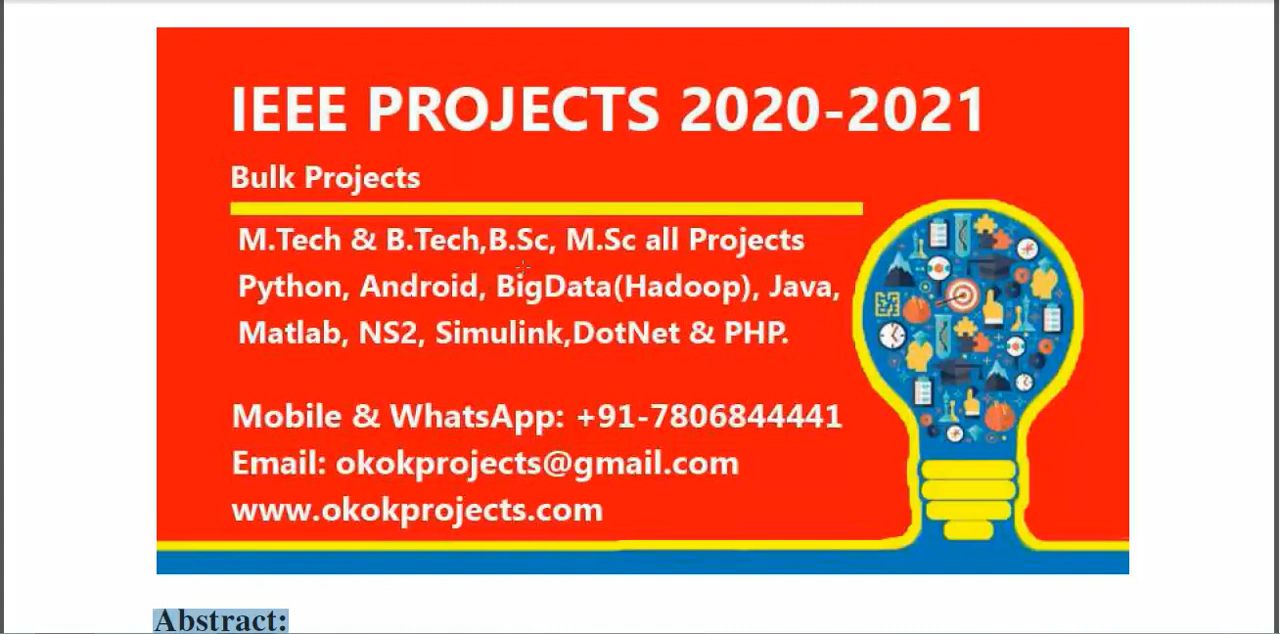 IEEE PROJECTS 2020-2021
Bulk Projects
M.Tech & B.Tech,B.Sc, M.Sc all Projects
Python, Android, BigData(Hadoop), Java,
Matlab, NS2, Simulink,DotNet & PHP.
Mobile & WhatsApp: +91-7806844441
Email: okokprojects@gmail.com
www.okokprojects.com
Abstract: